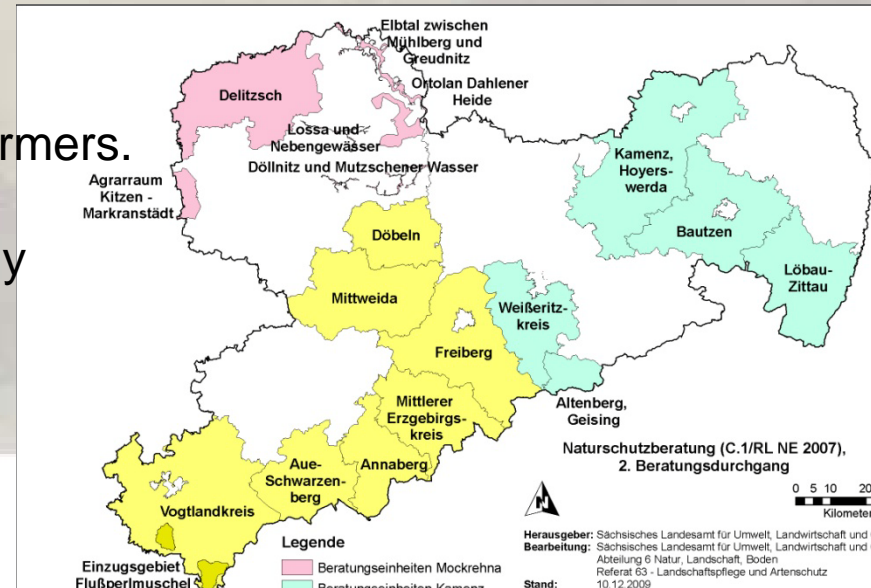 rmers.
y
Elbtal zwischen
Mühlberg und
Greudnitz
Delitzsch
Ortolan Dahlener
Heide
Lossa und
Nebengewässer
Döllnitz und Mutzschener Wasser
Agrarraum
Kitzen -
Markranstädt
Kamenz,
Hoyers-
werda
Bautzen
Löbau-
Zittau
Döbeln
Mittweida
Weißeritz-
kreis
Freiberg
Altenberg,
Geising
Mittlerer
Erzgebirgs-
kreis
Annaberg
Aue-
Schwarzen-
berg
Vogtlandkreis
Einzugsgebiet
Flußperlmuschel
Naturschutzberatung (C.1/RL NE 2007),
2. Beratungsdurchgang
N
0 5 10 20
Kilometer
Legende
Beratungseinheiten Mockrehna
Beratungseinheiten Kamenz
Herausgeber: Sächsisches Landesamt für Umwelt, Landwirtschaft und
Bearbeitung: Sächsisches Landesamt für Umwelt, Landwirtschaft und
Abteilung 6 Natur, Landschaft, Boden
Referat 63 - Landschaftspflege und Artenschutz
Stand: 10.12.2009